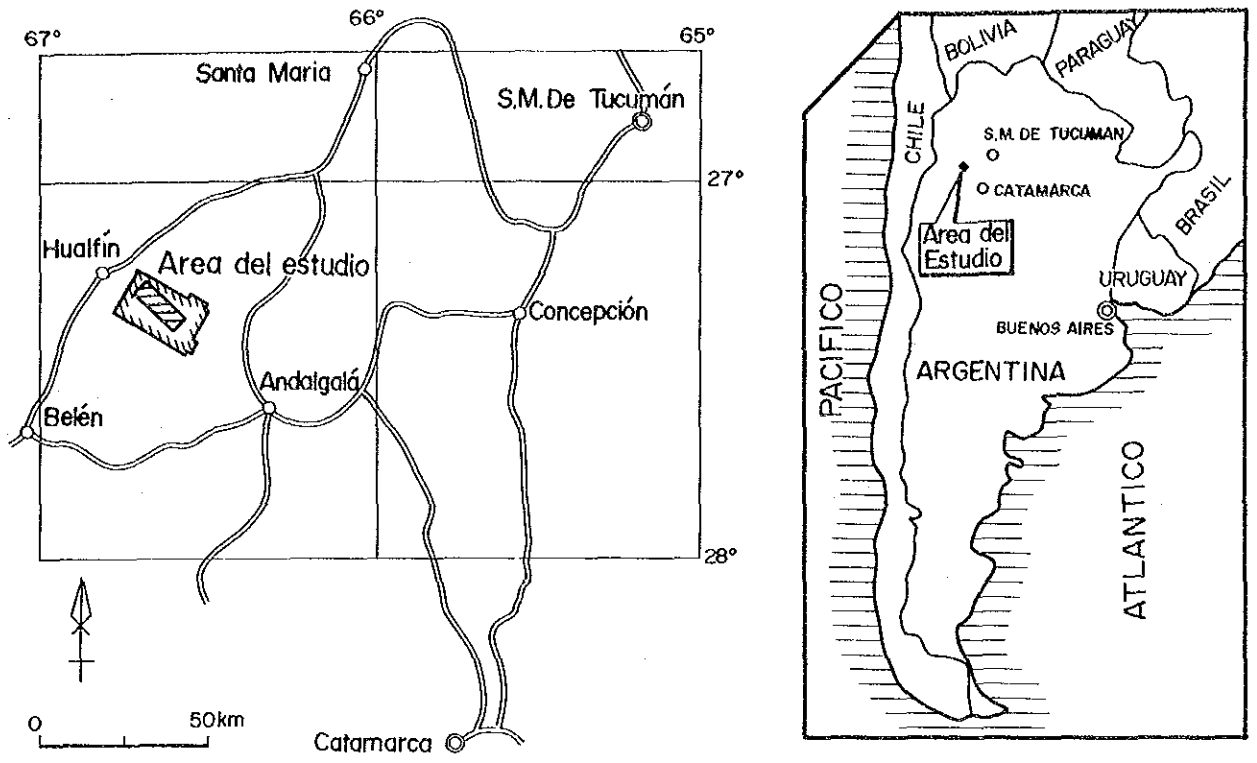 67°
66°
65°
Santa Maria
S.M. De Tucumán
27°
Hualfín
Area del estudio
Concepción
Andalgalá
Belén
28°
0
50km
Catamarca
BOLIVIA
PARAGUAY
CHILE
S.M. DE TUCUMAN
CATAMARCA
BRASIL
Area del
Estudio
URUGUAY
BUENOS AIRES
PACIFICO
ARGENTINA
ATLANTICO